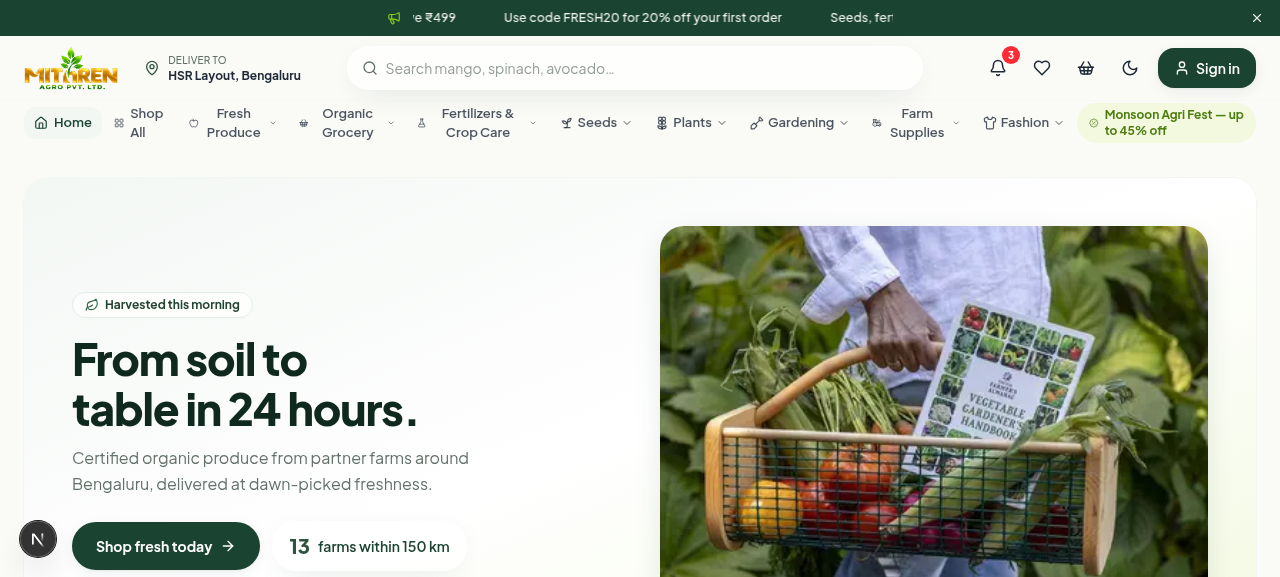 ₹499
Use code FRESH20 for 20% off your first order
Seeds,
MITAREN
AGRO PVT. LTD.
DELIVER TO
HSR Layout, Bengaluru
Search mango, spinach, avocado...
3
Sign in
Home
Shop All
Fresh Produce
Organic Grocery
Fertilizers & Crop Care
Seeds
Plants
Gardening
Farm Supplies
Fashion
Monsoon Agri Fest — up to 45% off
Harvested this morning
From soil to
table in 24 hours.
Certified organic produce from partner farms around
Bengaluru, delivered at dawn-picked freshness.
Shop fresh today
13 farms within 150 km
N
FARMER'S
ALMANAC
VEGETABLE
GARDENER'S
HANDBOOK